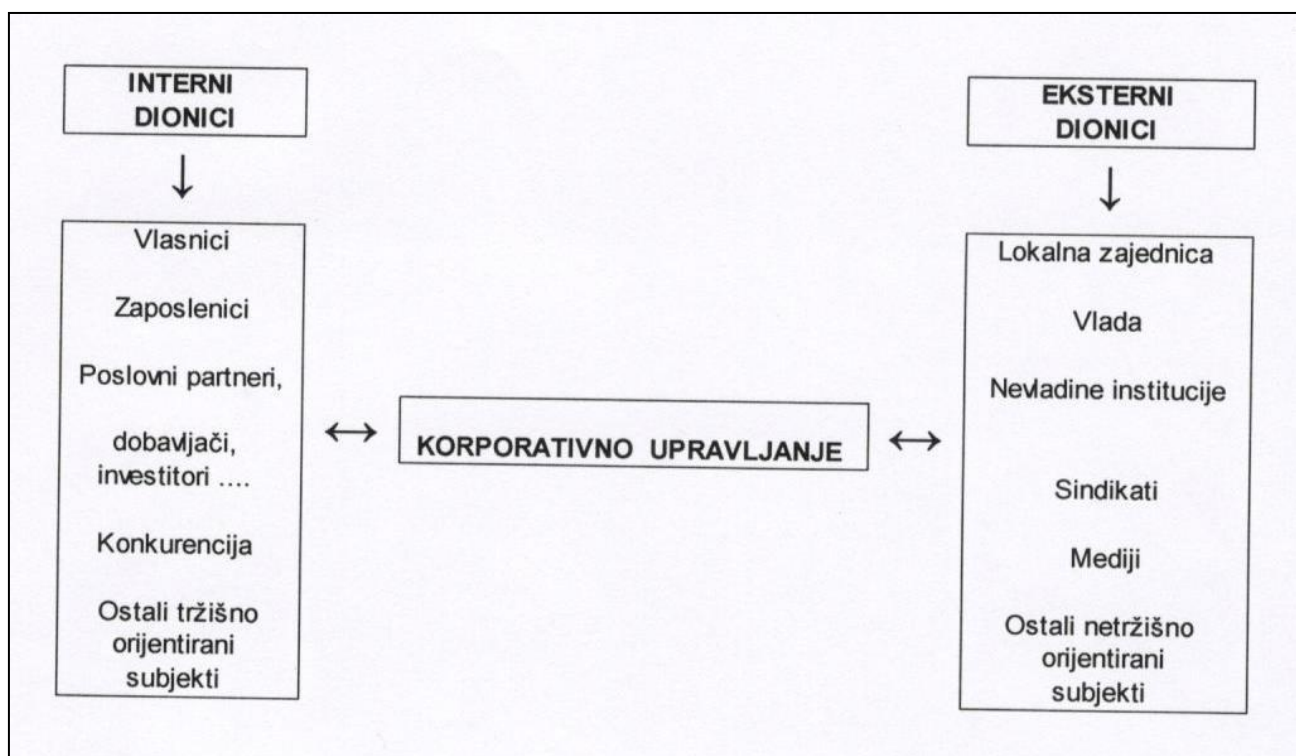 INTERNI
DIONICI
Vlasnici
Zaposlenici
Poslovni partneri,
dobavljači,
investitori ....
Konkurencija
Ostali tržišno
orijentirani
subjekti
KORPORATIVNO UPRAVLJANJE
EKSTERNI
DIONICI
Lokalna zajednica
Vlada
Nevladine institucije
Sindikati
Mediji
Ostali netržišno
orijentirani
subjekti